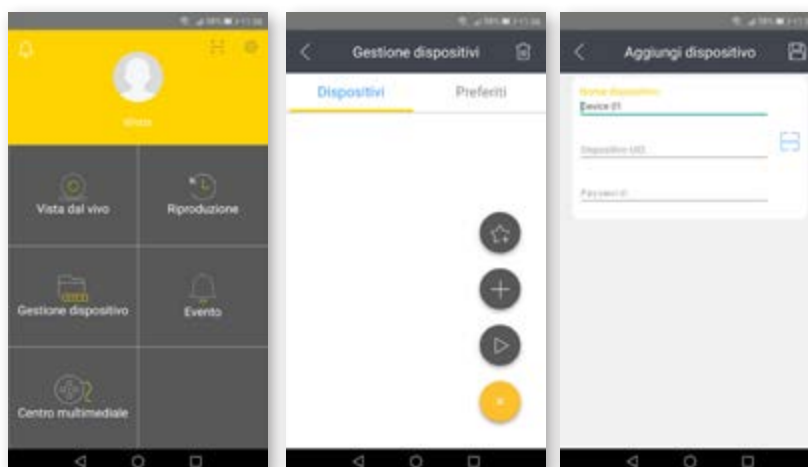 Vista dal vivo
Riproduzione
Gestione dispositivo
Evento
Centro multimediale
Gestione dispositivi
Dispositivi
Preferiti
Aggiungi dispositivo
Nome dispositivo
Device 01
Dispositivo UID
Password